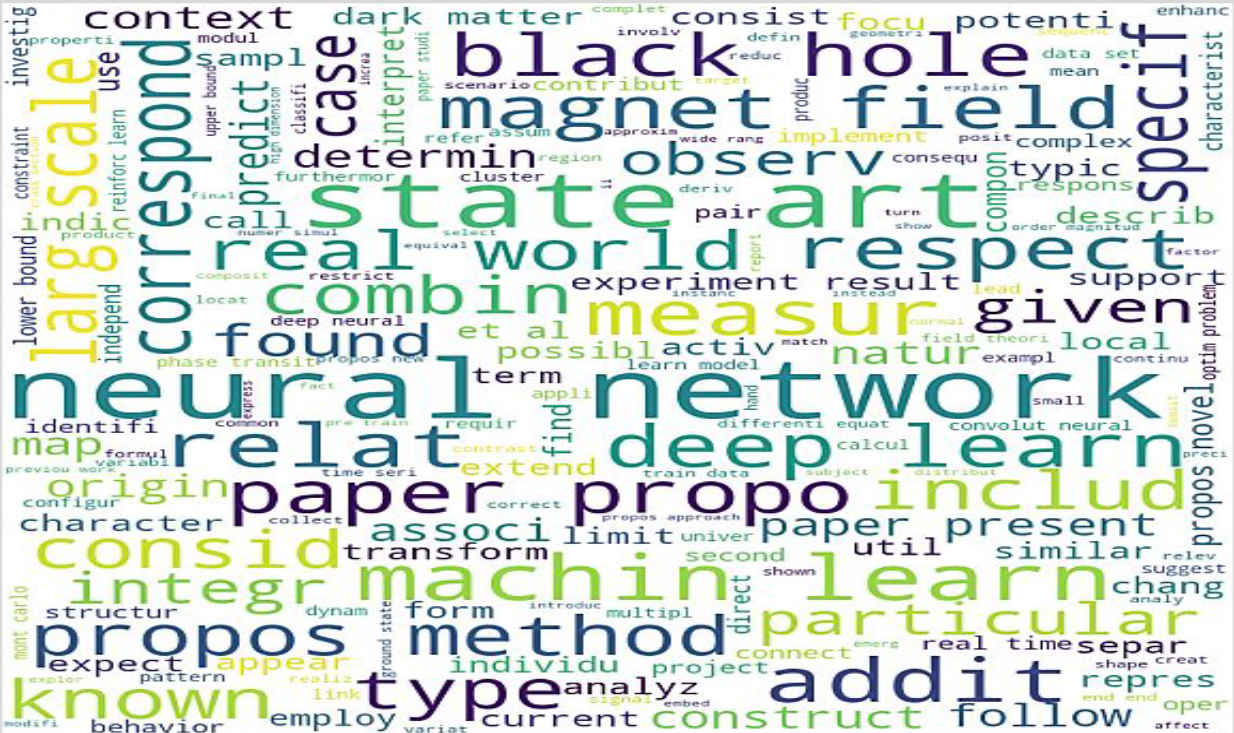 context
dark matter
complet
consist
focu
potenti
enhanc
investig
properti
modul
involv
defin
geometri
sequenc
sampl
case
increa
interpret
paper studi
black hole
reduc
data set
mean
specif
characterist
larg scale
use
correspond
upper bound
predict
high dimension
classifi
scenario
contribut
target
produc
explain
magnet field
refer
assum
approxim
wide rang
implement
posit
complex
constraint
cross section
reinforc learn
determin
region
observ
consequ
typic
furthermor
cluster
compon
respons
final
state art
ii
deriv
indic
product
call
pair
turn
show
describ
numer simul
select
order magnitud
lower bound
independ
real world
equival
report
respect
factor
composit
restrict
experiment result
support
locat
combin
instanc
instead
lead
measur
given
optim problem
deep neural
found
et al
normal
field theori
local
possibl
activ
match
natur
exampl
continu
phase transit
propos new
learn model
neural network
term
appli
hand
small
fact
express
transit
identifi
common
pre train
requir
find
differenti equat
convolut neural
propos novel
map
formul
variabl
relat
contrast
deep learn
calcul
preci
previou work
time seri
extend
train data
subject
distribut
origin
configur
paper propo
correct
includ
character
collect
associ
limit
propos approach
univer
paper present
consid
transform
second
util
similar
relev
suggest
integr
machin learn
shown
chang
analy
mont carlo
structur
dynam
form
introduc
multipl
direct
particular
propos method
ground state
connect
emerg
real time
separ
expect
appear
individu
project
shape
creat
explor
pattern
realiz
link
known
type
analyz
signal
embed
addit
repres
end end
oper
modifi
behavior
employ
variat
current
construct
follow
affect